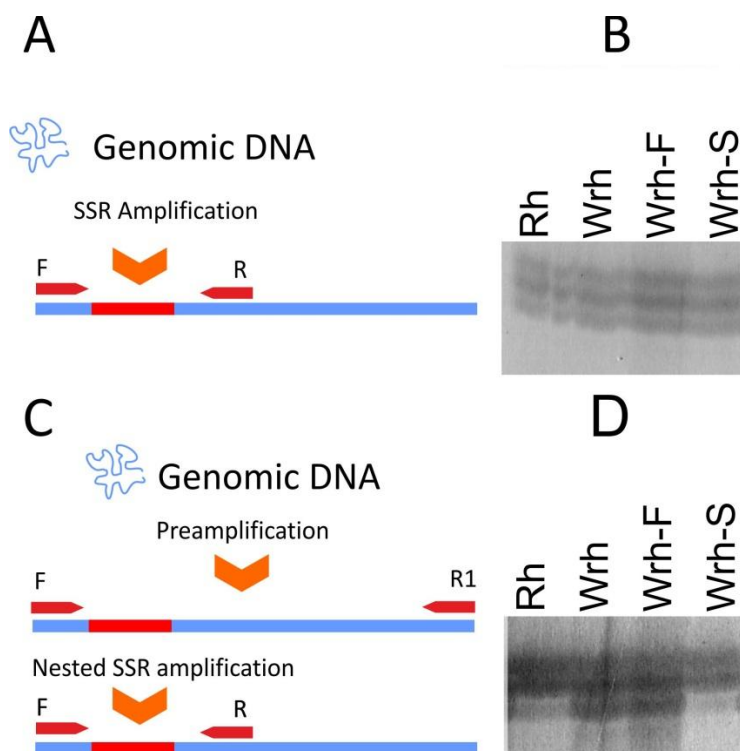 A
B
Genomic DNA
SSR Amplification
F
R
Rh
Wrh
Wrh-F
Wrh-S
C
D
Genomic DNA
Preamplification
F
R1
Nested SSR amplification
F
R
Rh
Wrh
Wrh-F
Wrh-S